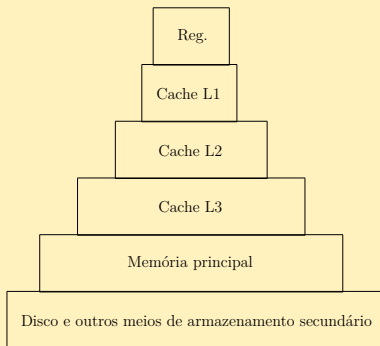 Reg.
Cache L1
Cache L2
Cache L3
Memória principal
Disco e outros meios de armazenamento secundário